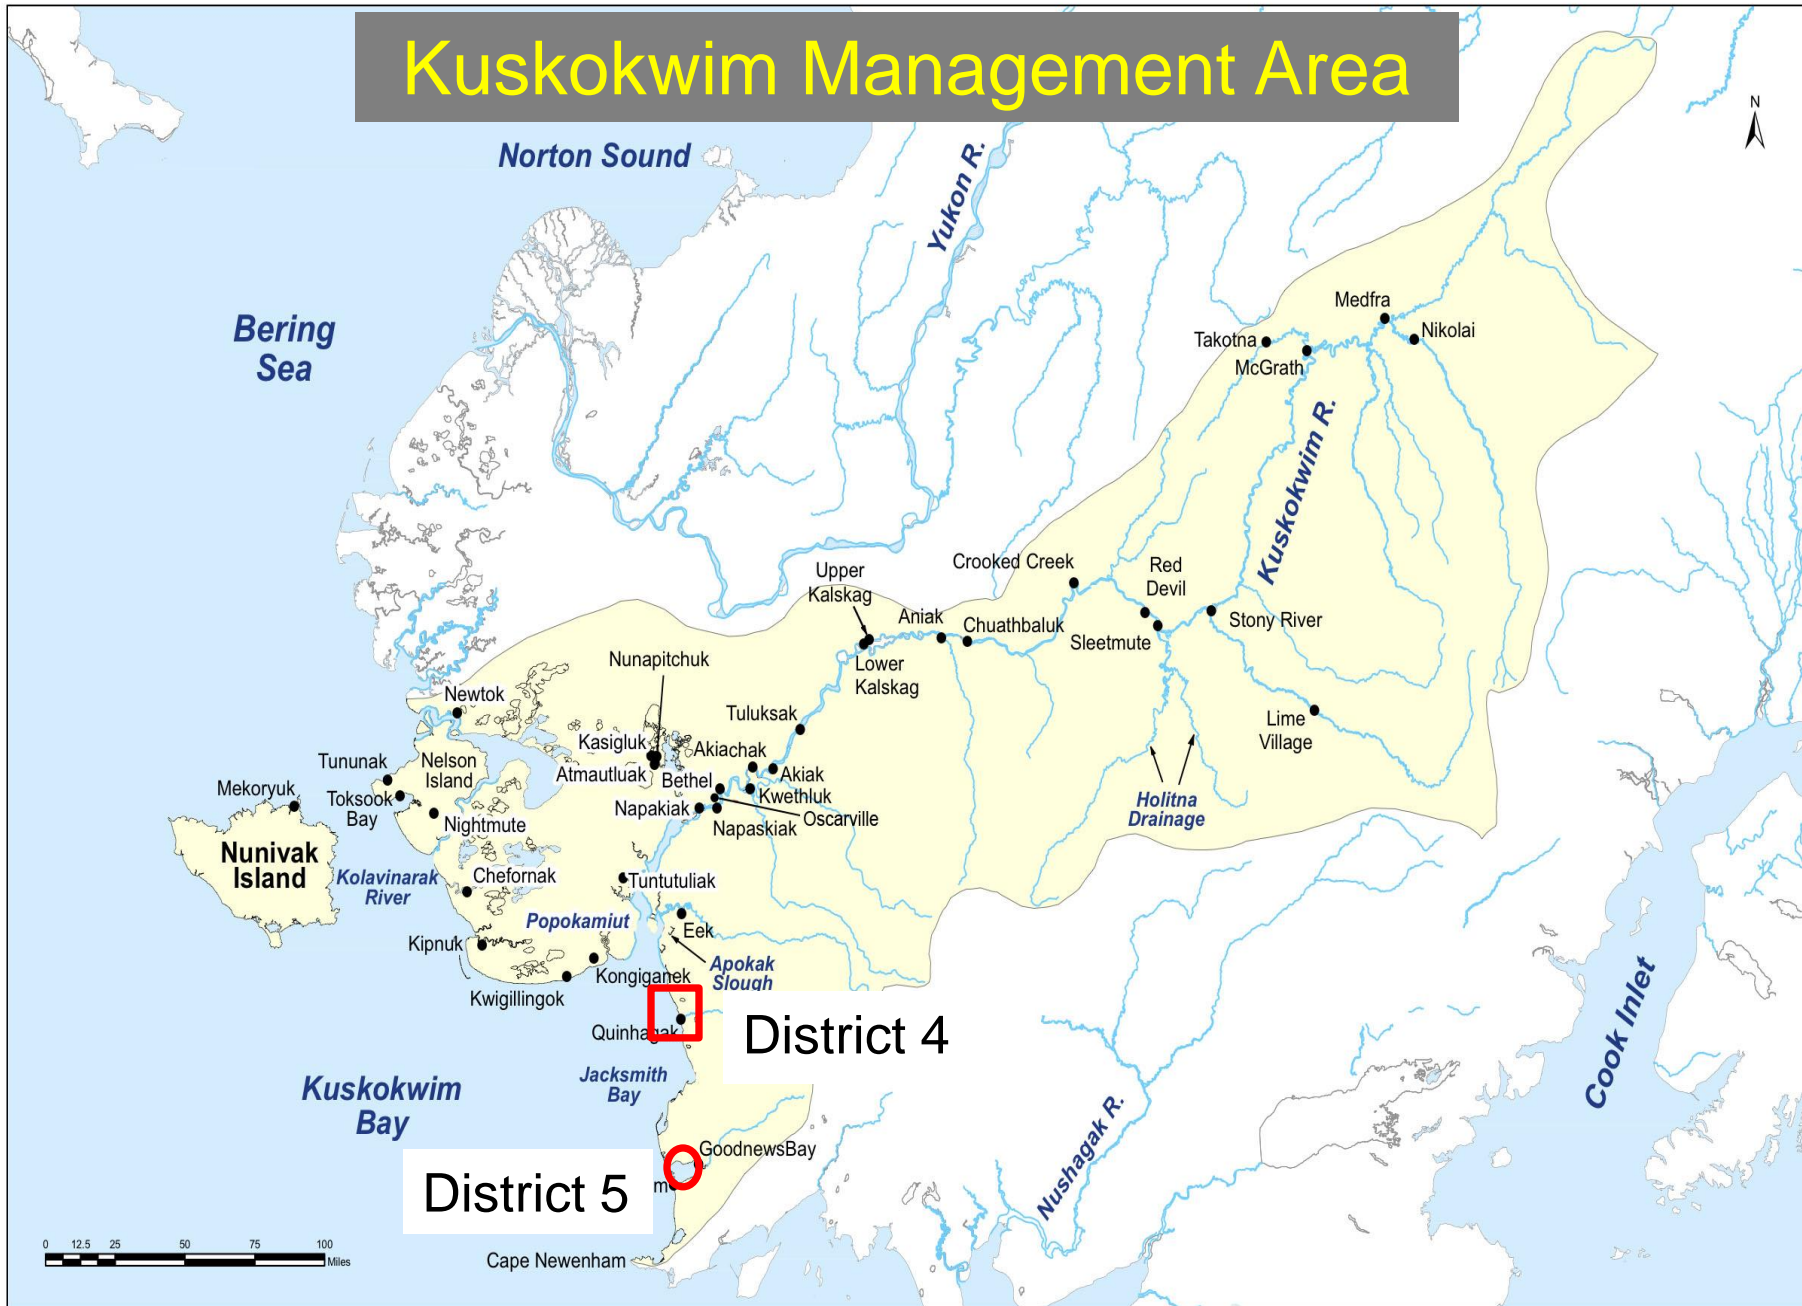 Kuskokwim Management Area
N
Norton Sound
Yukon R.
Bering
Sea
Medfra
Nikolai
Takotna
McGrath
Kuskokwim R.
Crooked Creek
Red
Devil
Upper
Kalskag
Aniak
Chuathbaluk
Sleetmute
Stony River
Lower
Kalskag
Nunapitchuk
Newtok
Tuluksak
Lime
Village
Kasigluk
Akiachak
Nelson
Island
Tununak
Atmautluak
Bethel
Akiak
Mekoryuk
Toksook
Bay
Kwethluk
Holitna
Drainage
Napakiak
Oscarville
Nightmute
Napaskiak
Nunivak
Island
Kolavinarak
River
Chefornak
Tuntutuliak
Popokamiut
Eek
Kipnuk
Apokak
Slough
Kongiganek
Kwigillingok
Quinhagak
District 4
Cook Inlet
Jacksmith
Bay
Kuskokwim
Bay
Nushagak R.
GoodnewsBay
District 5
Cape Newenham
0 12.5 25 50 75 100
Miles